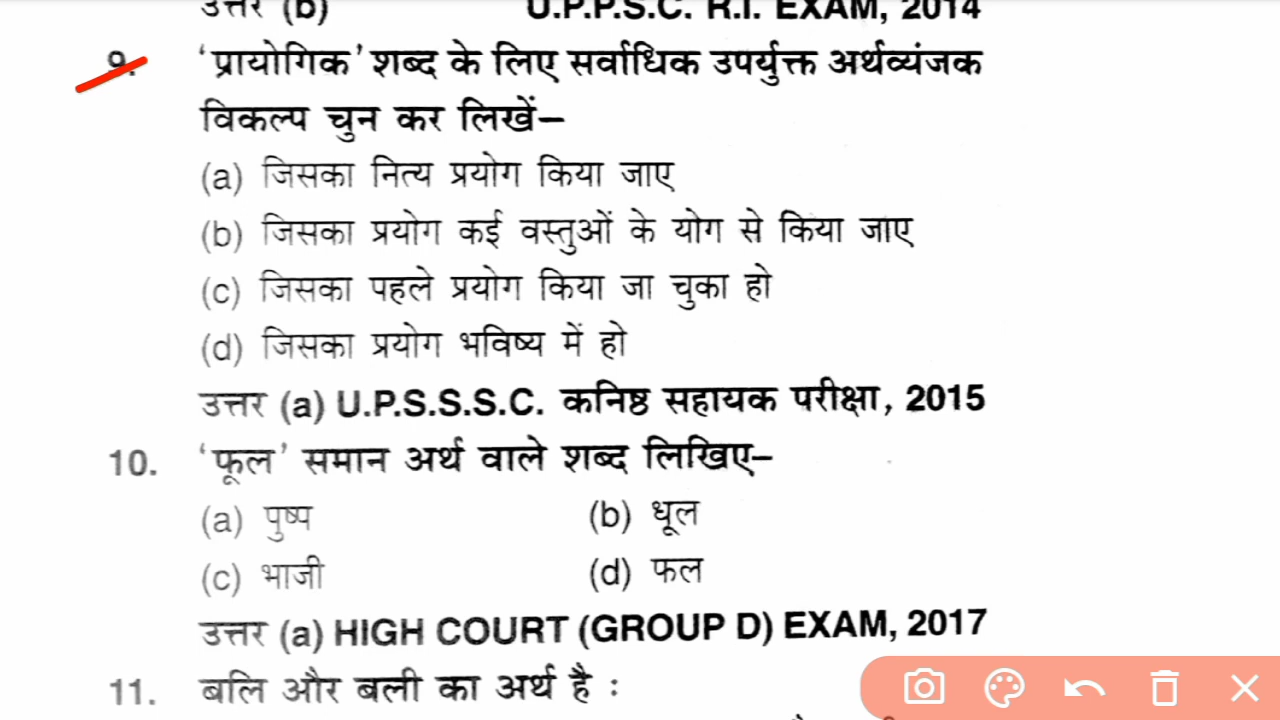 उत्तर (b) U.P.P.S.C. R.I. EXAM, 2014
9. 'प्रायोगिक' शब्द के लिए सर्वाधिक उपर्युक्त अर्थव्यंजक
विकल्प चुन कर लिखें–
(a) जिसका नित्य प्रयोग किया जाए
(b) जिसका प्रयोग कई वस्तुओं के योग से किया जाए
(c) जिसका पहले प्रयोग किया जा चुका हो
(d) जिसका प्रयोग भविष्य में हो
उत्तर (a) U.P.S.S.S.C. कनिष्ठ सहायक परीक्षा, 2015
10. 'फूल' समान अर्थ वाले शब्द लिखिए–
(a) पुष्प (b) धूल
(c) भाजी (d) फल
उत्तर (a) HIGH COURT (GROUP D) EXAM, 2017
11. बलि और बली का अर्थ है :